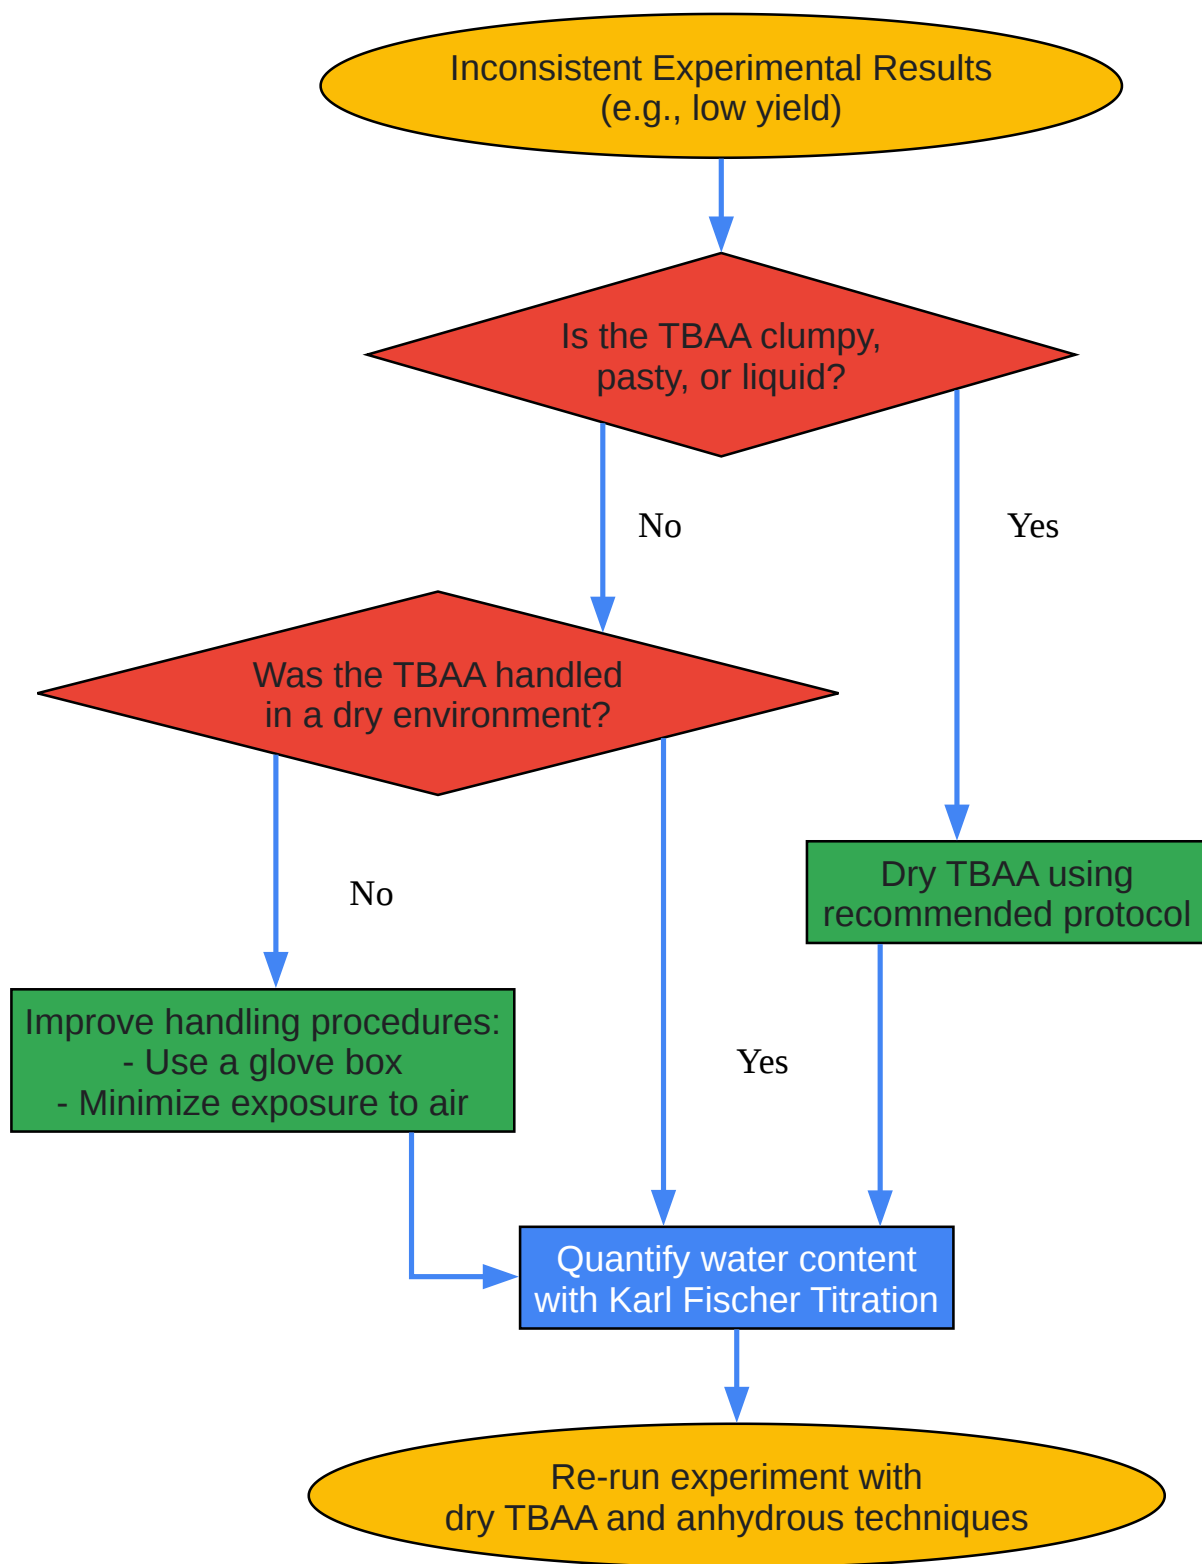 Inconsistent Experimental Results
(e.g., low yield)
Is the TBAA clumpy,
pasty, or liquid?
No
Yes
Was the TBAA handled
in a dry environment?
Dry TBAA using
recommended protocol
No
Improve handling procedures:
- Use a glove box
- Minimize exposure to air
Yes
Quantify water content
with Karl Fischer Titration
Re-run experiment with
dry TBAA and anhydrous techniques